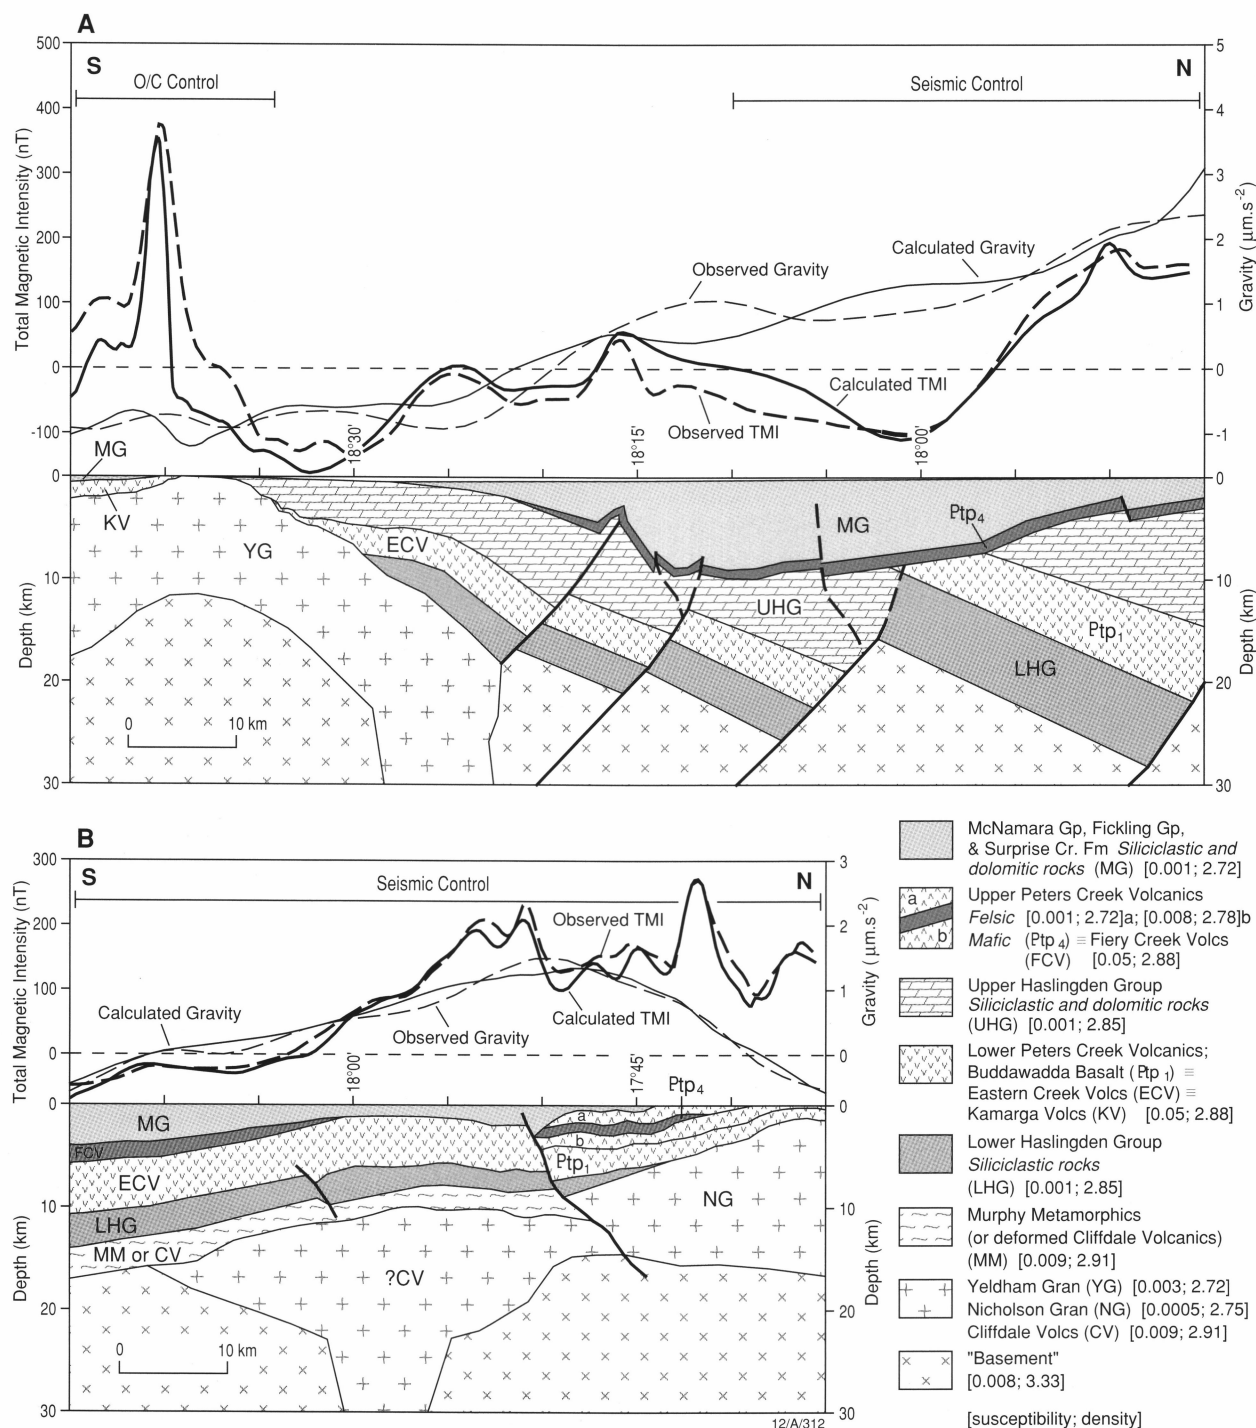 A
500
400
300
200
100
0
-100
Total Magnetic Intensity (nT)
5
4
3
2
1
0
-1
Gravity ( μm.s⁻²)
S
O/C Control
Seismic Control
N
Calculated Gravity
Observed Gravity
Calculated TMI
Observed TMI
18°30'
18°15'
18°00'
0
10
20
30
Depth (km)
0
10
20
30
Depth (km)
MG
KV
YG
ECV
MG
Ptp₄
UHG
Ptp₁
LHG
0 10 km
B
300
200
100
0
Total Magnetic Intensity (nT)
3
2
1
0
Gravity ( μm.s⁻²)
S
Seismic Control
N
Observed TMI
Calculated Gravity
Observed Gravity
Calculated TMI
18°00'
17°45'
Ptp₄
0
10
20
30
Depth (km)
0
10
20
30
Depth (km)
MG
FCV
ECV
LHG
MM or CV
?CV
a
b
Ptp₁
NG
0 10 km
12/A/312
McNamara Gp, Fickling Gp,
& Surprise Cr. Fm Siliciclastic and
dolomitic rocks (MG) [0.001; 2.72]
a
b
Upper Peters Creek Volcanics
Felsic [0.001; 2.72]a; [0.008; 2.78]b
Mafic (Ptp₄) ≡ Fiery Creek Volcs
(FCV) [0.05; 2.88]
Upper Haslingden Group
Siliciclastic and dolomitic rocks
(UHG) [0.001; 2.85]
Lower Peters Creek Volcanics;
Buddawadda Basalt (Ptp ₁) ≡
Eastern Creek Volcs (ECV) ≡
Kamarga Volcs (KV) [0.05; 2.88]
Lower Haslingden Group
Siliciclastic rocks
(LHG) [0.001; 2.85]
Murphy Metamorphics
(or deformed Cliffdale Volcanics)
(MM) [0.009; 2.91]
Yeldham Gran (YG) [0.003; 2.72]
Nicholson Gran (NG) [0.0005; 2.75]
Cliffdale Volcs (CV) [0.009; 2.91]
"Basement"
[0.008; 3.33]
[susceptibility; density]